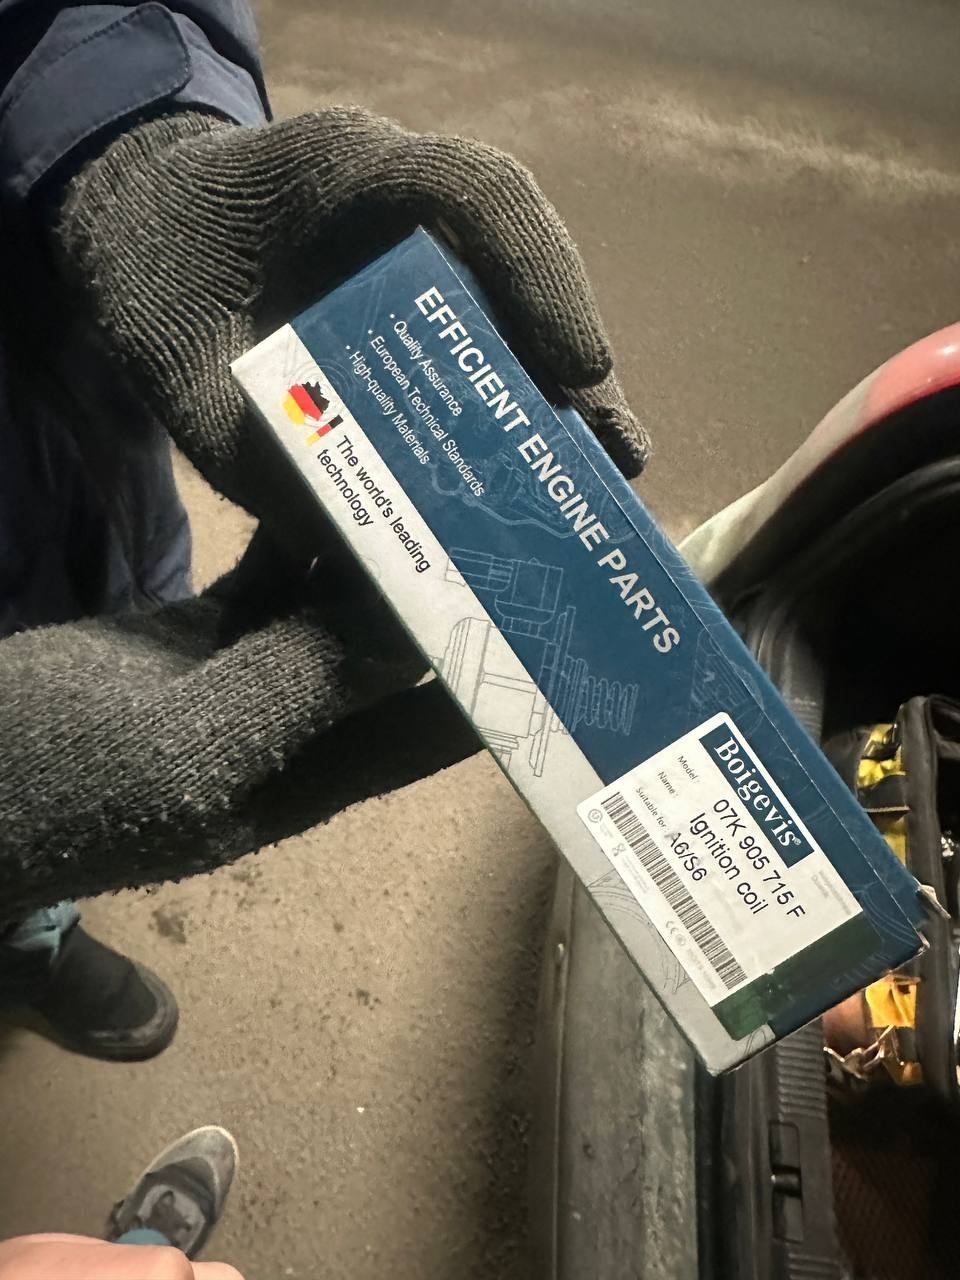 EFFICIENT ENGINE PARTS
• Quality Assurance
• European Technical Standards
• High-quality Materials
The world's leading
technology
Boigevis®
Model:
07K 905 715 F
Name:
Ignition coil
Suitable for
A6/S6
CE